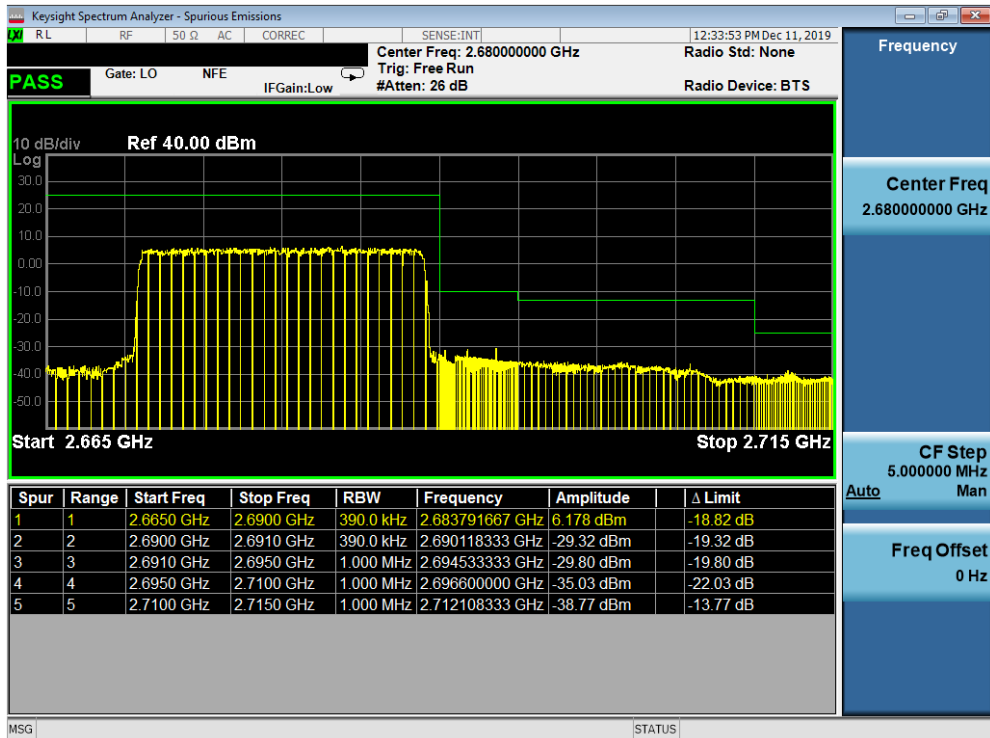 Keysight Spectrum Analyzer - Spurious Emissions
LXI RL RF 50 Ω AC CORREC SENSE:INT 12:33:53 PM Dec 11, 2019
Center Freq: 2.680000000 GHz Radio Std: None
PASS Gate: LO NFE Trig: Free Run
IFGain:Low #Atten: 26 dB Radio Device: BTS
10 dB/div Ref 40.00 dBm
Log
30.0
20.0
10.0
0.00
-10.0
-20.0
-30.0
-40.0
-50.0
Start 2.665 GHz Stop 2.715 GHz
Spur Range Start Freq Stop Freq RBW Frequency Amplitude Δ Limit
1 1 2.6650 GHz 2.6900 GHz 390.0 kHz 2.683791667 GHz 6.178 dBm -18.82 dB
2 2 2.6900 GHz 2.6910 GHz 390.0 kHz 2.690118333 GHz -29.32 dBm -19.32 dB
3 3 2.6910 GHz 2.6950 GHz 1.000 MHz 2.694533333 GHz -29.80 dBm -19.80 dB
4 4 2.6950 GHz 2.7100 GHz 1.000 MHz 2.696600000 GHz -35.03 dBm -22.03 dB
5 5 2.7100 GHz 2.7150 GHz 1.000 MHz 2.712108333 GHz -38.77 dBm -13.77 dB
Frequency
Center Freq
2.680000000 GHz
CF Step
5.000000 MHz
Auto Man
Freq Offset
0 Hz
MSG STATUS